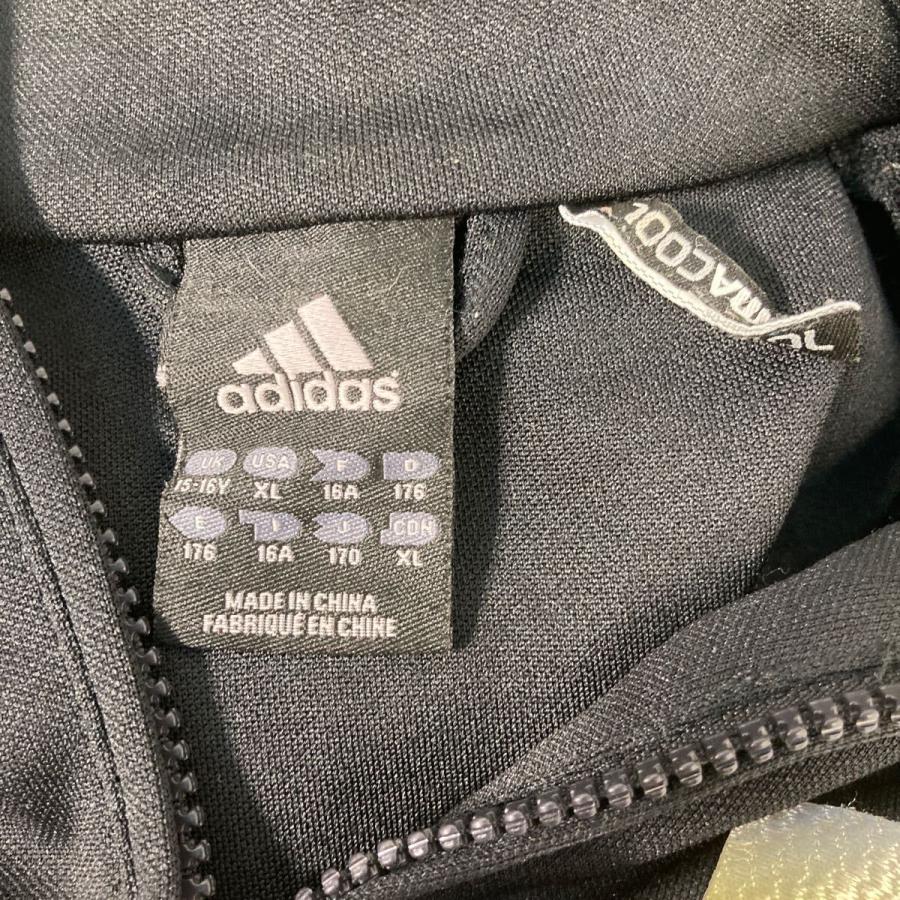 adidas
UK USA F D
15-16Y XL 16A 176
E I J CDN
176 16A 170 XL
MADE IN CHINA
FABRIQUÉ EN CHINE